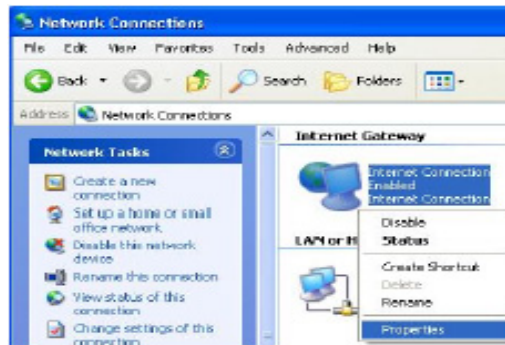 Network Connections
File Edit View Favorites Tools Advanced Help
Back Search Folders
Address Network Connections
Network Tasks
Create a new
connection
Set up a home or small
office network
Disable this network
device
Rename this connection
View status of this
connection
Change settings of this
connection
Internet Gateway
Internet Connection
Enabled
Internet Connection
LAN or H
Disable
Status
Create Shortcut
Delete
Rename
Properties